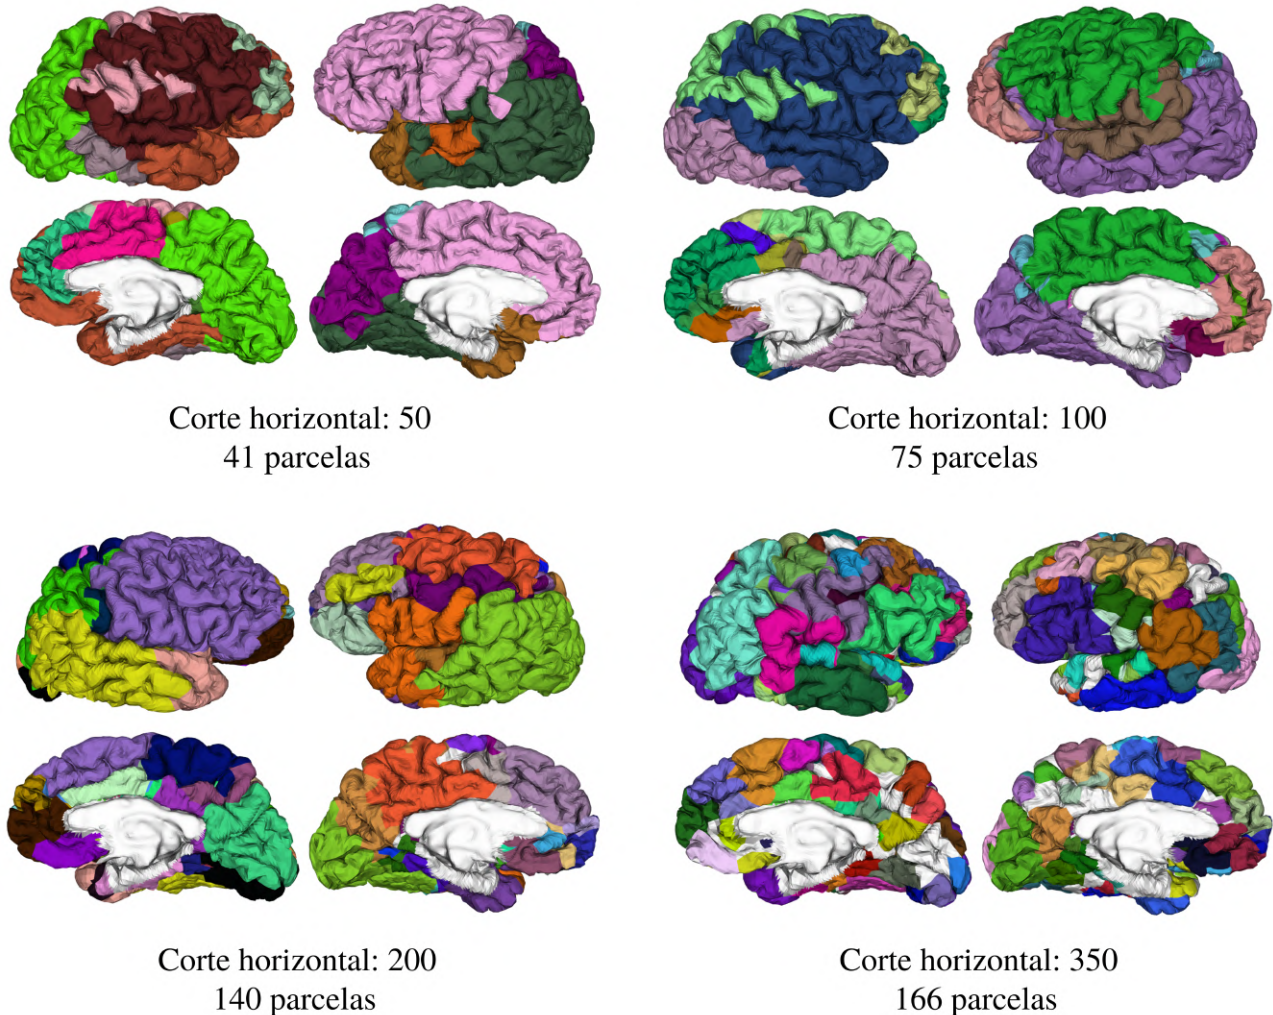 Corte horizontal: 50
41 parcelas
Corte horizontal: 100
75 parcelas
Corte horizontal: 200
140 parcelas
Corte horizontal: 350
166 parcelas